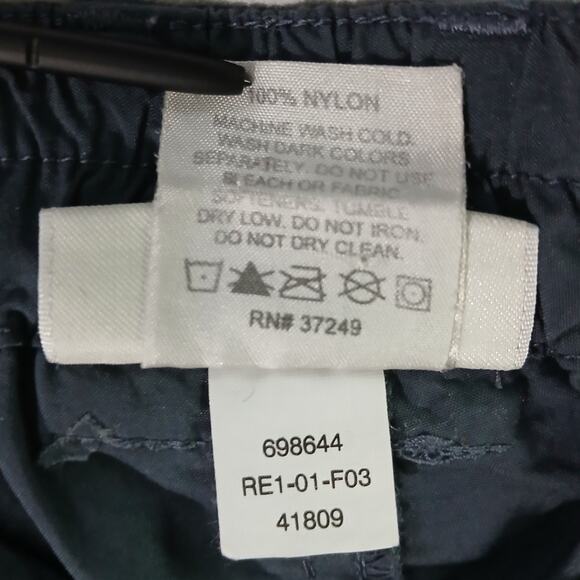 100% NYLON
MACHINE WASH COLD.
WASH DARK COLORS
SEPARATELY. DO NOT USE
BLEACH OR FABRIC
SOFTENERS. TUMBLE
DRY LOW. DO NOT IRON.
DO NOT DRY CLEAN.
RN# 37249
698644
RE1-01-F03
41809